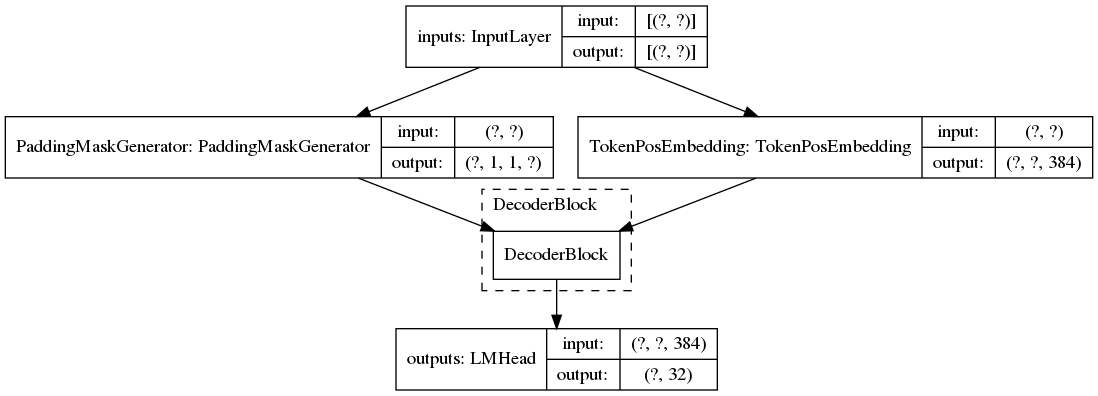 inputs: InputLayer
input: [(?, ?)]
output: [(?, ?)]
PaddingMaskGenerator: PaddingMaskGenerator
input: (?, ?)
output: (?, 1, 1, ?)
TokenPosEmbedding: TokenPosEmbedding
input: (?, ?)
output: (?, ?, 384)
DecoderBlock
DecoderBlock
outputs: LMHead
input: (?, ?, 384)
output: (?, 32)